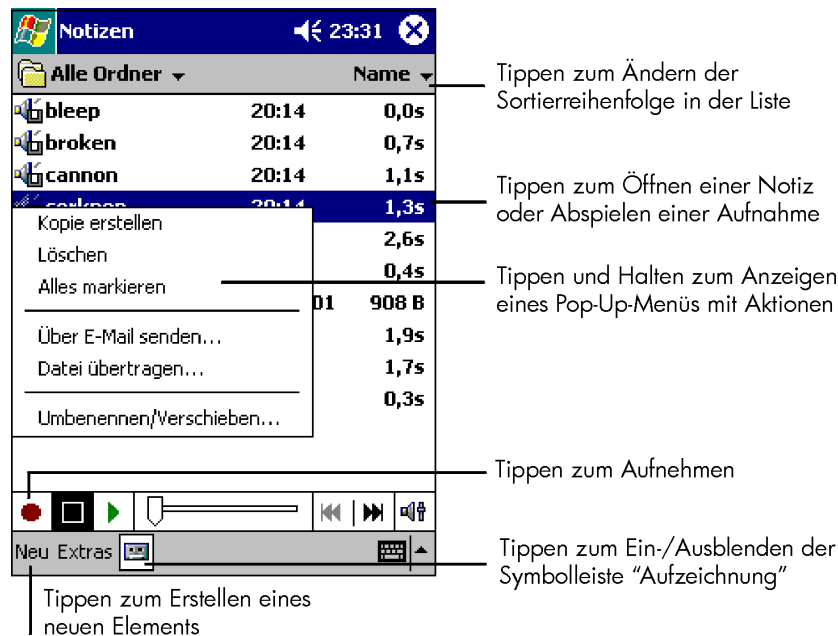 Notizen 23:31
Alle Ordner Name
Tippen zum Ändern der
Sortierreihenfolge in der Liste
bleep 20:14 0,0s
broken 20:14 0,7s
cannon 20:14 1,1s
20:14 1,3s
Tippen zum Öffnen einer Notiz
oder Abspielen einer Aufnahme
Kopie erstellen
2,6s
Löschen
0,4s
Alles markieren
Tippen und Halten zum Anzeigen
eines Pop-Up-Menüs mit Aktionen
01 908 B
Über E-Mail senden...
1,9s
Datei übertragen...
1,7s
0,3s
Umbenennen/Verschieben...
Tippen zum Aufnehmen
Neu Extras
Tippen zum Ein-/Ausblenden der
Symbolleiste “Aufzeichnung”
Tippen zum Erstellen eines
neuen Elements